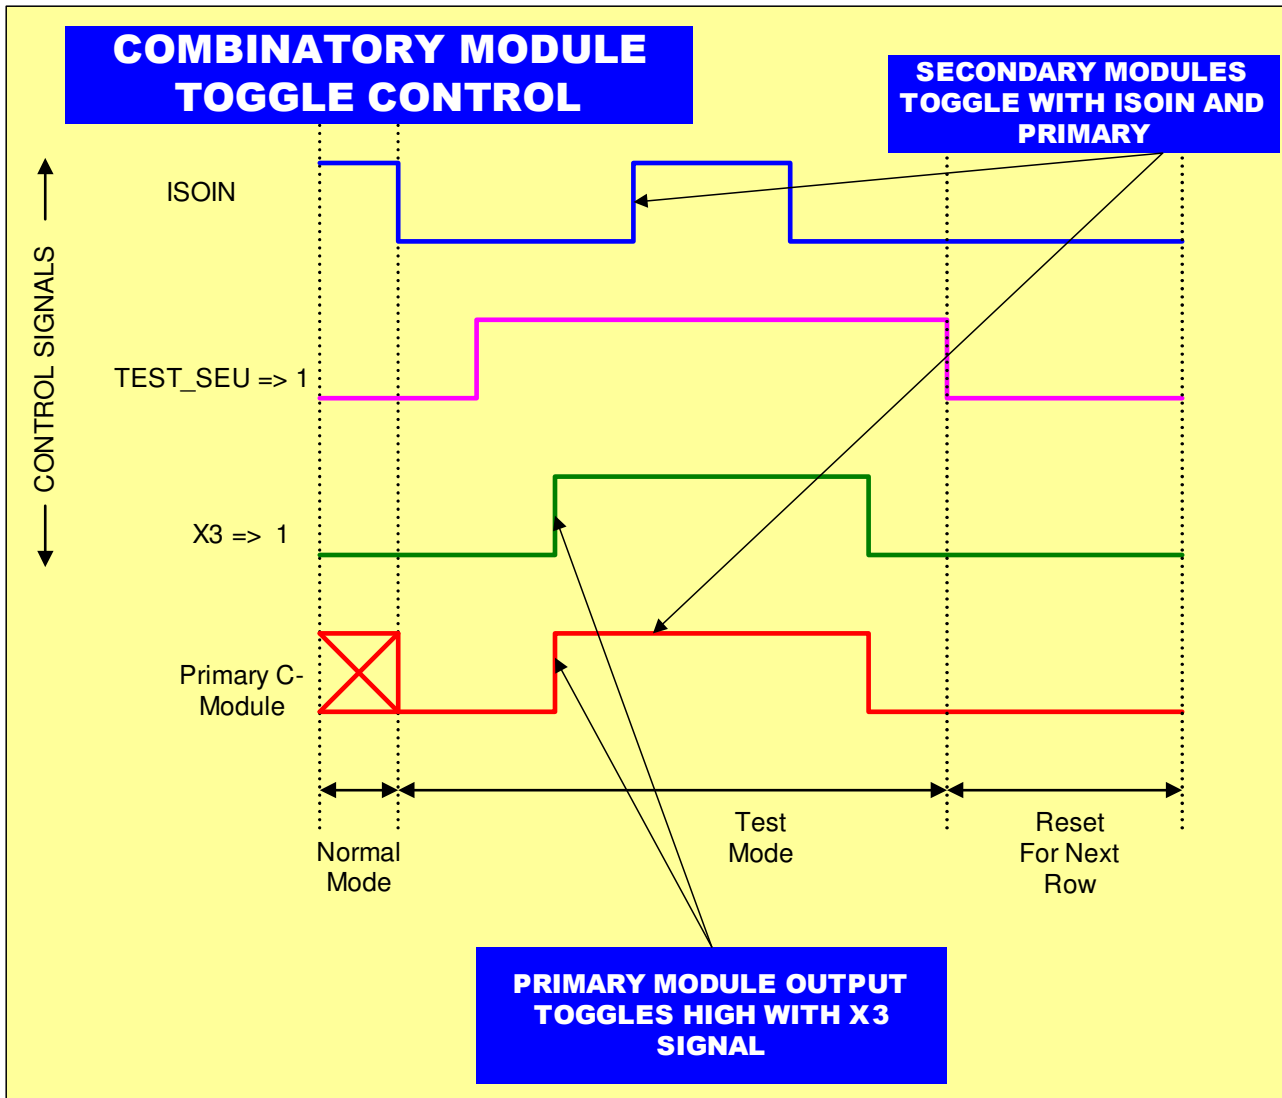 COMBINATORY MODULE
TOGGLE CONTROL
SECONDARY MODULES
TOGGLE WITH ISOIN AND
PRIMARY
CONTROL SIGNALS
ISOIN
TEST_SEU => 1
X3 => 1
Primary C-
Module
Normal
Mode
Test
Mode
Reset
For Next
Row
PRIMARY MODULE OUTPUT
TOGGLES HIGH WITH X3
SIGNAL